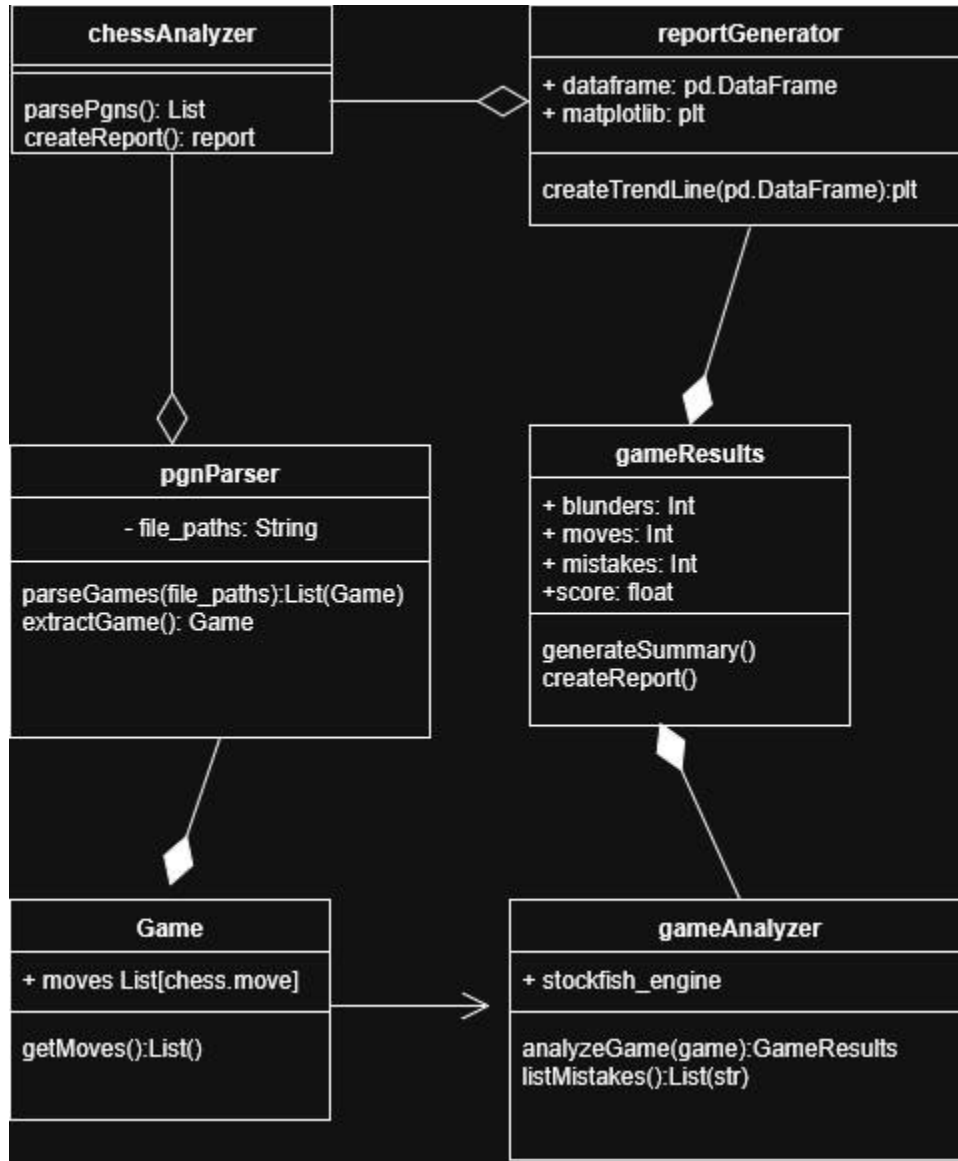 chessAnalyzer
parsePgns(): List
createReport(): report
reportGenerator
+ dataframe: pd.DataFrame
+ matplotlib: plt
createTrendLine(pd.DataFrame):plt
pgnParser
- file_paths: String
parseGames(file_paths):List(Game)
extractGame(): Game
gameResults
+ blunders: Int
+ moves: Int
+ mistakes: Int
+score: float
generateSummary()
createReport()
Game
+ moves List[chess.move]
getMoves():List()
gameAnalyzer
+ stockfish_engine
analyzeGame(game):GameResults
listMistakes():List(str)